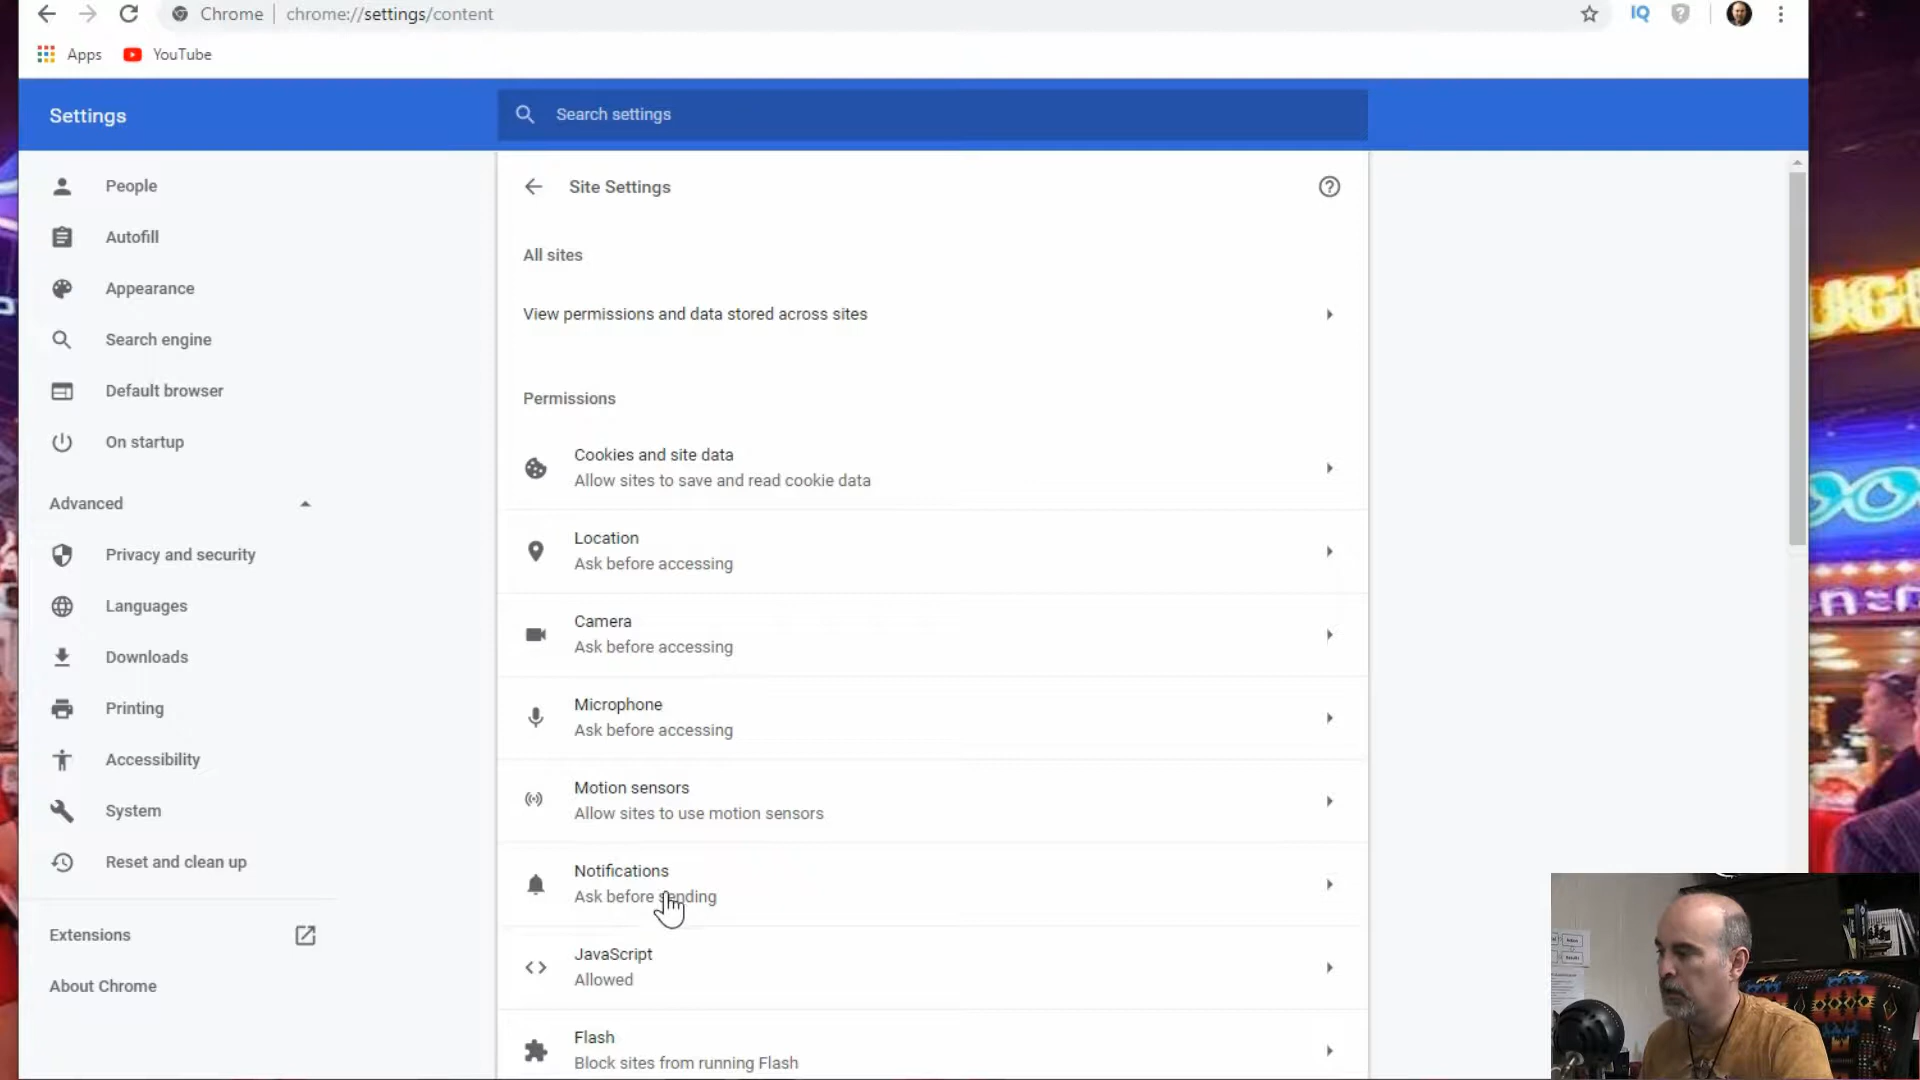 Chrome chrome://settings/content
IQ
Apps YouTube
Settings
Search settings
People
Autofill
Appearance
Search engine
Default browser
On startup
Advanced
Privacy and security
Languages
Downloads
Printing
Accessibility
System
Reset and clean up
Extensions
About Chrome
Site Settings
All sites
View permissions and data stored across sites
Permissions
Cookies and site data
Allow sites to save and read cookie data
Location
Ask before accessing
Camera
Ask before accessing
Microphone
Ask before accessing
Motion sensors
Allow sites to use motion sensors
Notifications
Ask before sending
JavaScript
Allowed
Flash
Block sites from running Flash